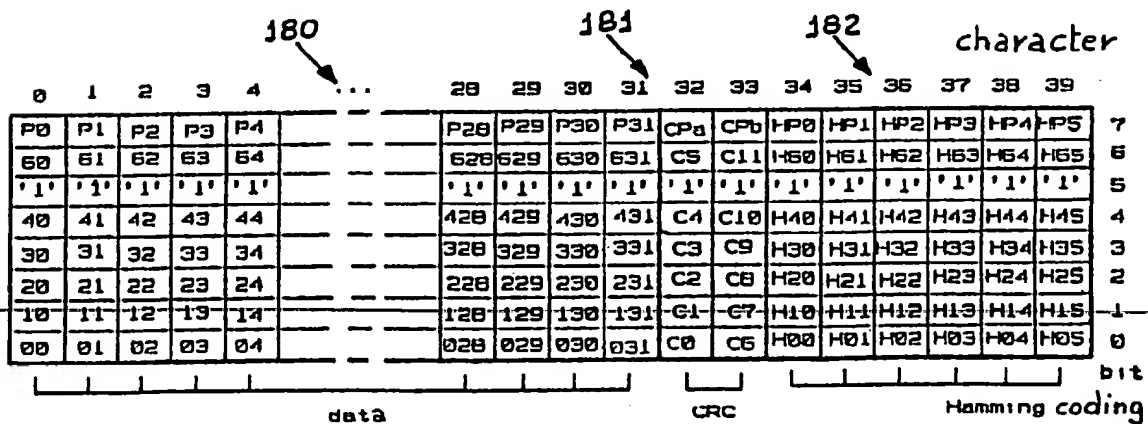 180 181 182 character
0 1 2 3 4 ... 28 29 30 31 32 33 34 35 36 37 38 39
P0 P1 P2 P3 P4 P28 P29 P30 P31 CPa CPb HP0 HP1 HP2 HP3 HP4 HP5 7
60 61 62 63 64 628 629 630 631 C5 C11 H60 H61 H62 H63 H64 H65 6
'1' '1' '1' '1' '1' '1' '1' '1' '1' '1' '1' '1' '1' '1' '1' '1' '1' 5
40 41 42 43 44 428 429 430 431 C4 C10 H40 H41 H42 H43 H44 H45 4
30 31 32 33 34 328 329 330 331 C3 C9 H30 H31 H32 H33 H34 H35 3
20 21 22 23 24 228 229 230 231 C2 C8 H20 H21 H22 H23 H24 H25 2
10 11 12 13 14 128 129 130 131 C1 C7 H10 H11 H12 H13 H14 H15 1
00 01 02 03 04 028 029 030 031 C0 C6 H00 H01 H02 H03 H04 H05 0
bit
data CRC Hamming coding